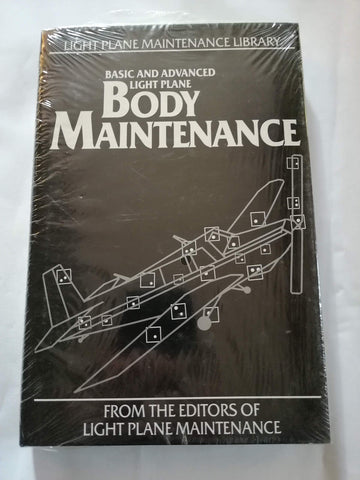 LIGHT PLANE MAINTENANCE LIBRARY
BASIC AND ADVANCED
LIGHT PLANE
BODY
MAINTENANCE
FROM THE EDITORS OF
LIGHT PLANE MAINTENANCE